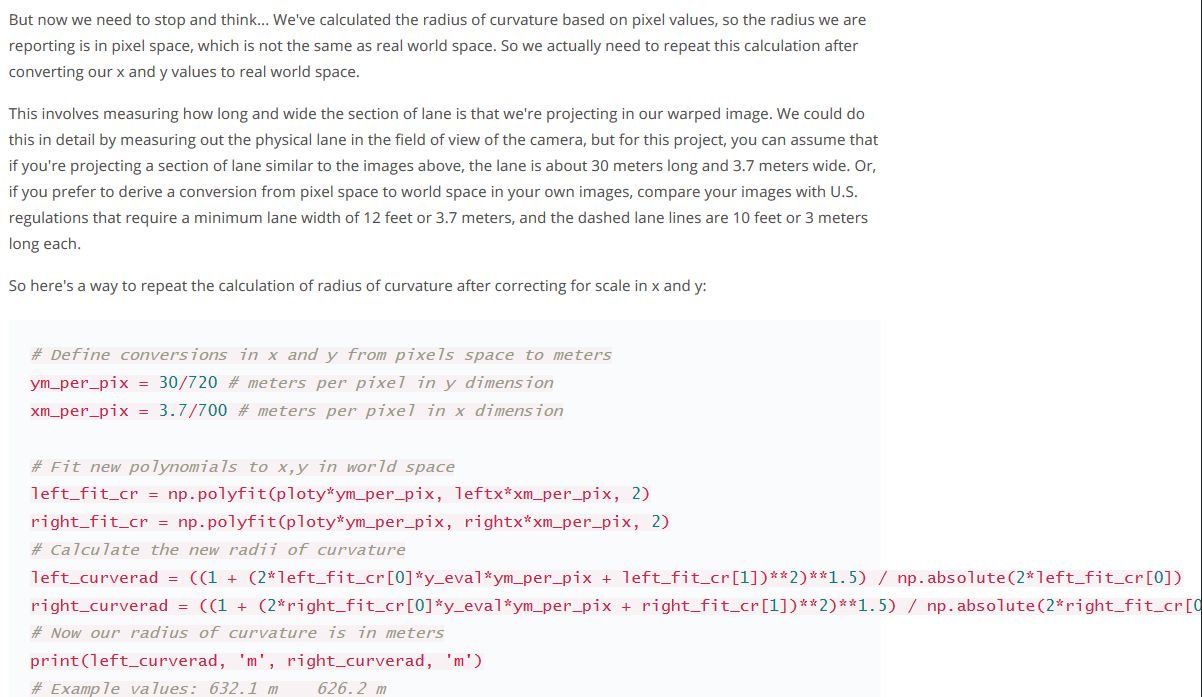 But now we need to stop and think... We've calculated the radius of curvature based on pixel values, so the radius we are
reporting is in pixel space, which is not the same as real world space. So we actually need to repeat this calculation after
converting our x and y values to real world space.
This involves measuring how long and wide the section of lane is that we're projecting in our warped image. We could do
this in detail by measuring out the physical lane in the field of view of the camera, but for this project, you can assume that
if you're projecting a section of lane similar to the images above, the lane is about 30 meters long and 3.7 meters wide. Or,
if you prefer to derive a conversion from pixel space to world space in your own images, compare your images with U.S.
regulations that require a minimum lane width of 12 feet or 3.7 meters, and the dashed lane lines are 10 feet or 3 meters
long each.
So here's a way to repeat the calculation of radius of curvature after correcting for scale in x and y:
# Define conversions in x and y from pixels space to meters
ym_per_pix = 30/720 # meters per pixel in y dimension
xm_per_pix = 3.7/700 # meters per pixel in x dimension
# Fit new polynomials to x,y in world space
left_fit_cr = np.polyfit(ploty*ym_per_pix, leftx*xm_per_pix, 2)
right_fit_cr = np.polyfit(ploty*ym_per_pix, rightx*xm_per_pix, 2)
# Calculate the new radii of curvature
left_curverad = ((1 + (2*left_fit_cr[0]*y_eval*ym_per_pix + left_fit_cr[1])**2)**1.5) / np.absolute(2*left_fit_cr[0])
right_curverad = ((1 + (2*right_fit_cr[0]*y_eval*ym_per_pix + right_fit_cr[1])**2)**1.5) / np.absolute(2*right_fit_cr[0
# Now our radius of curvature is in meters
print(left_curverad, 'm', right_curverad, 'm')
# Example values: 632.1 m    626.2 m